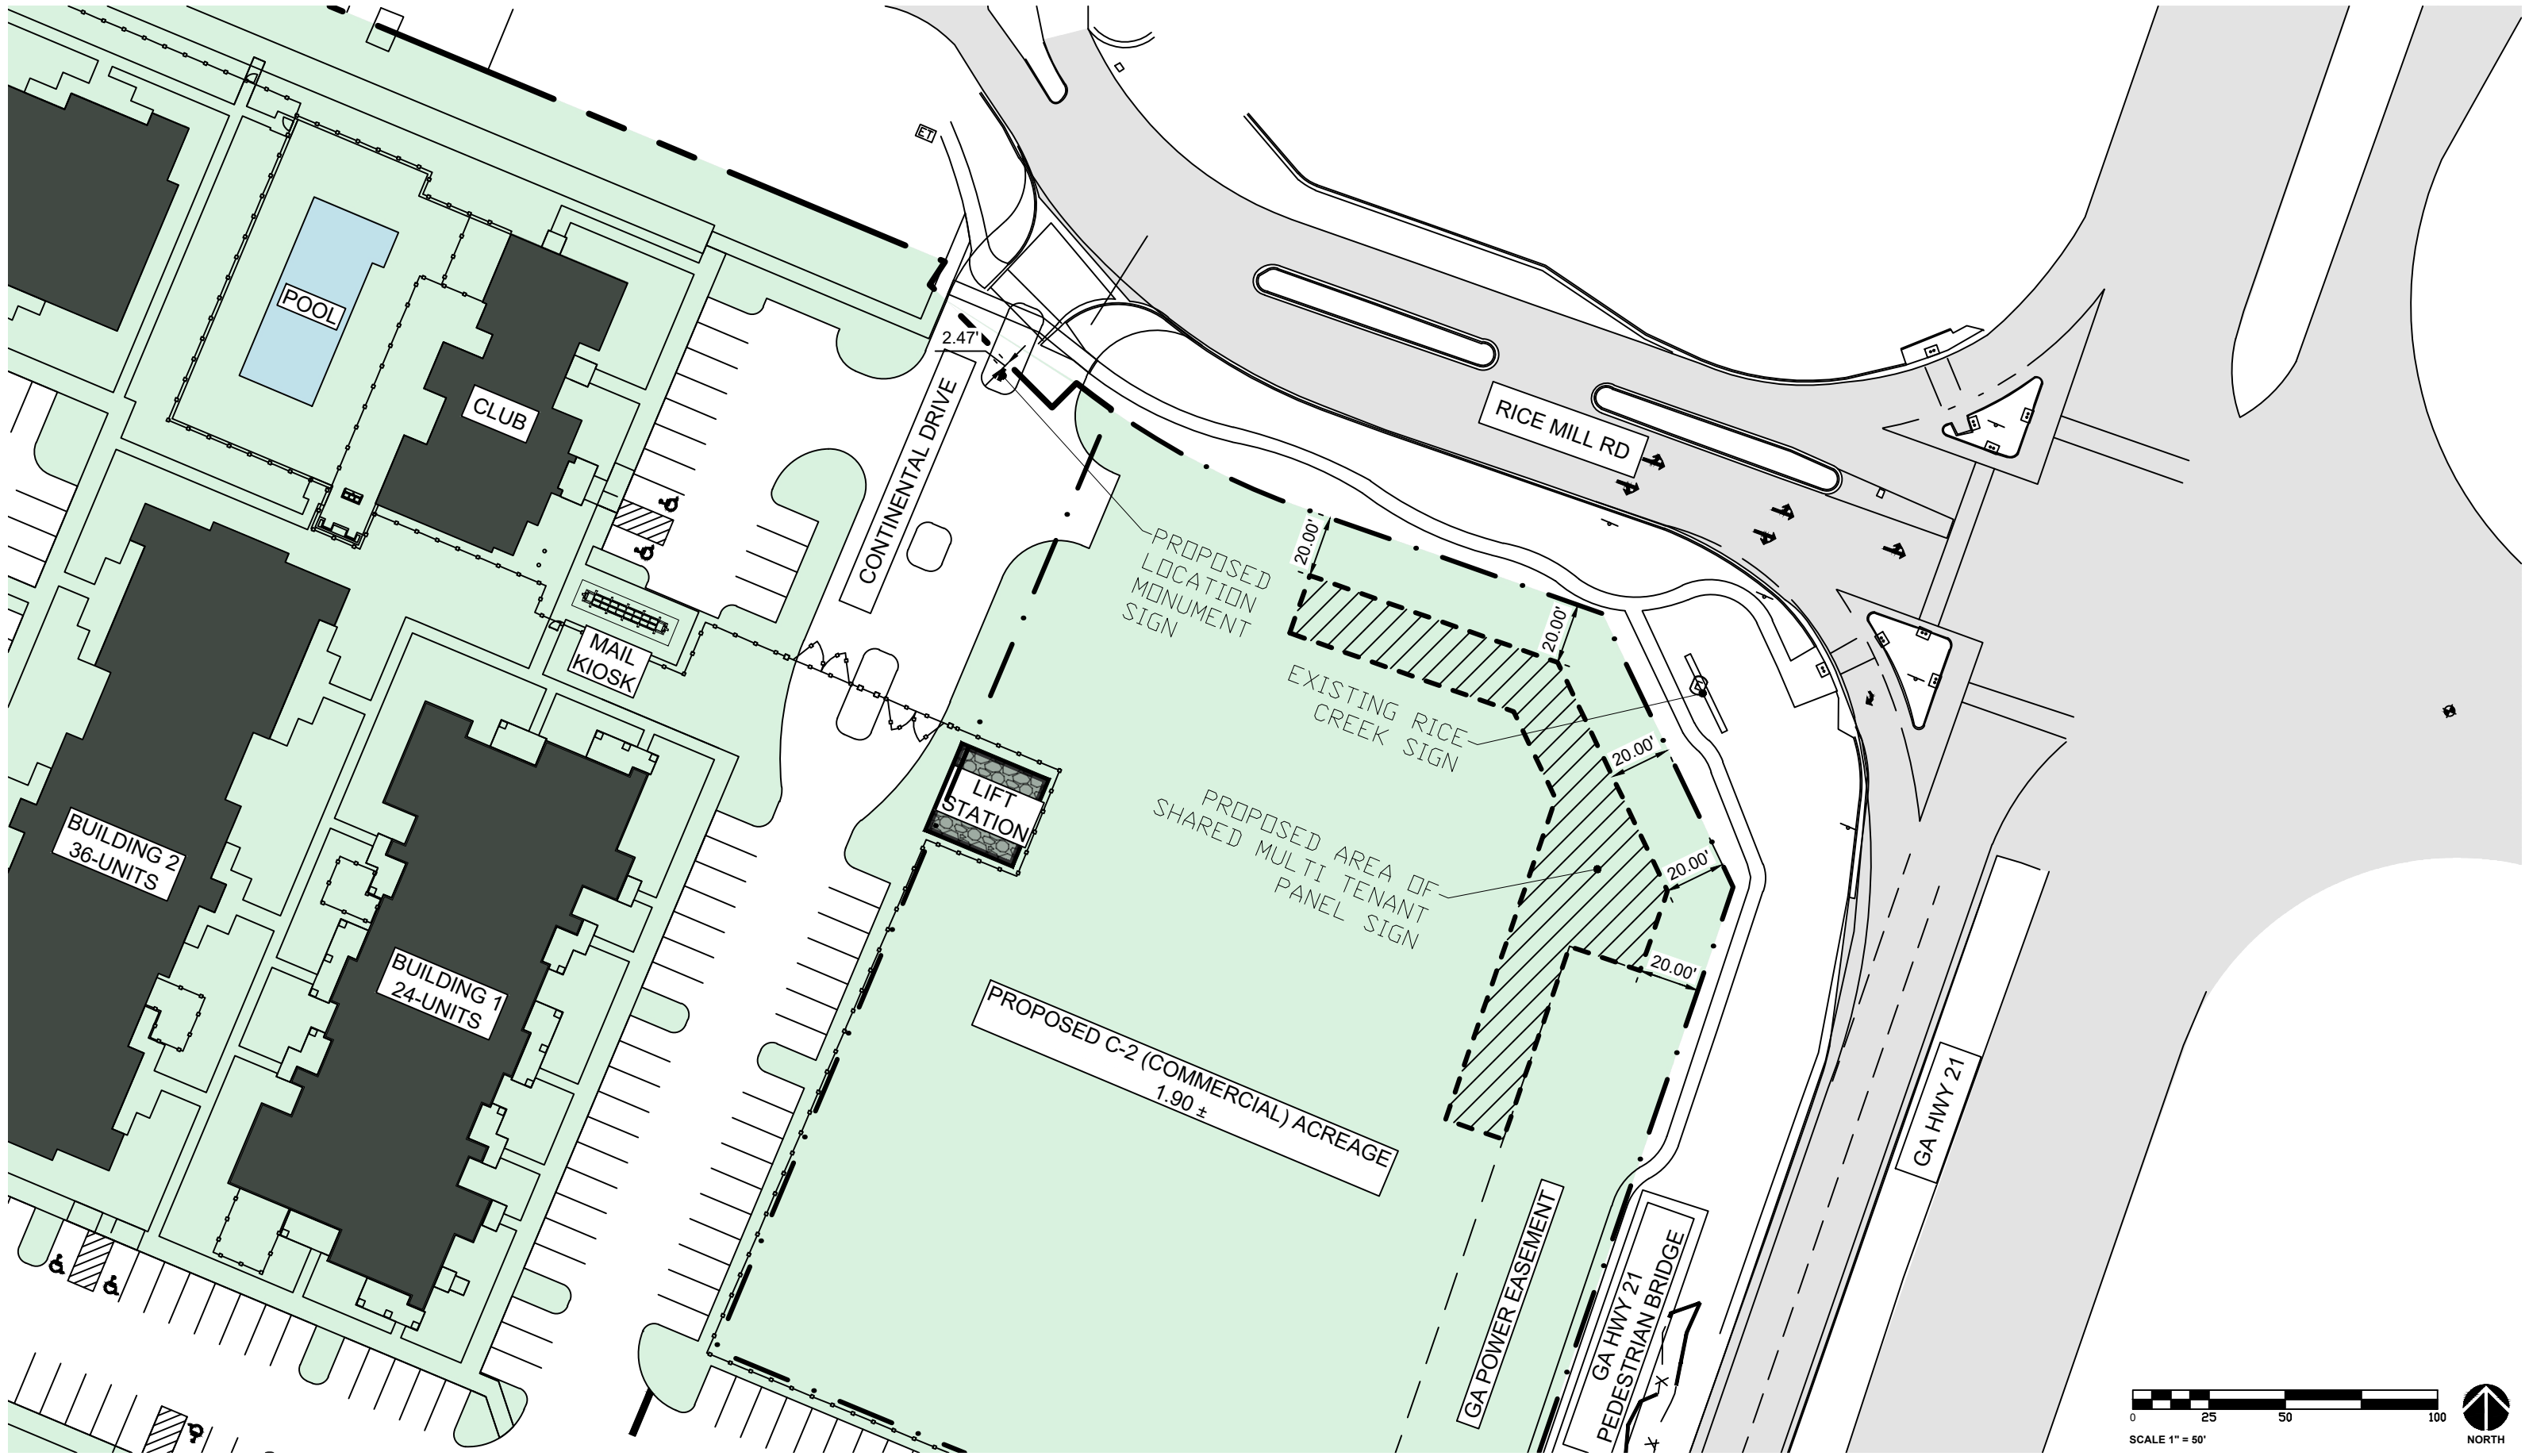 ET
POOL
CLUB
2.47'
CONTINENTAL DRIVE
RICE MILL RD
PROPOSED
LOCATION
MONUMENT
SIGN
20.00'
20.00'
MAIL
KIOSK
EXISTING RICE
CREEK SIGN
20.00'
LIFT
STATION
PROPOSED AREA OF
SHARED MULTI TENANT
PANEL SIGN
20.00'
20.00'
BUILDING 2
36-UNITS
BUILDING 1
24-UNITS
PROPOSED C-2 (COMMERCIAL) ACREAGE
1.90 ±
GA HWY 21
GA POWER EASEMENT
GA HWY 21
PEDESTRIAN BRIDGE
X
X
0 25 50 100
SCALE 1" = 50'
NORTH